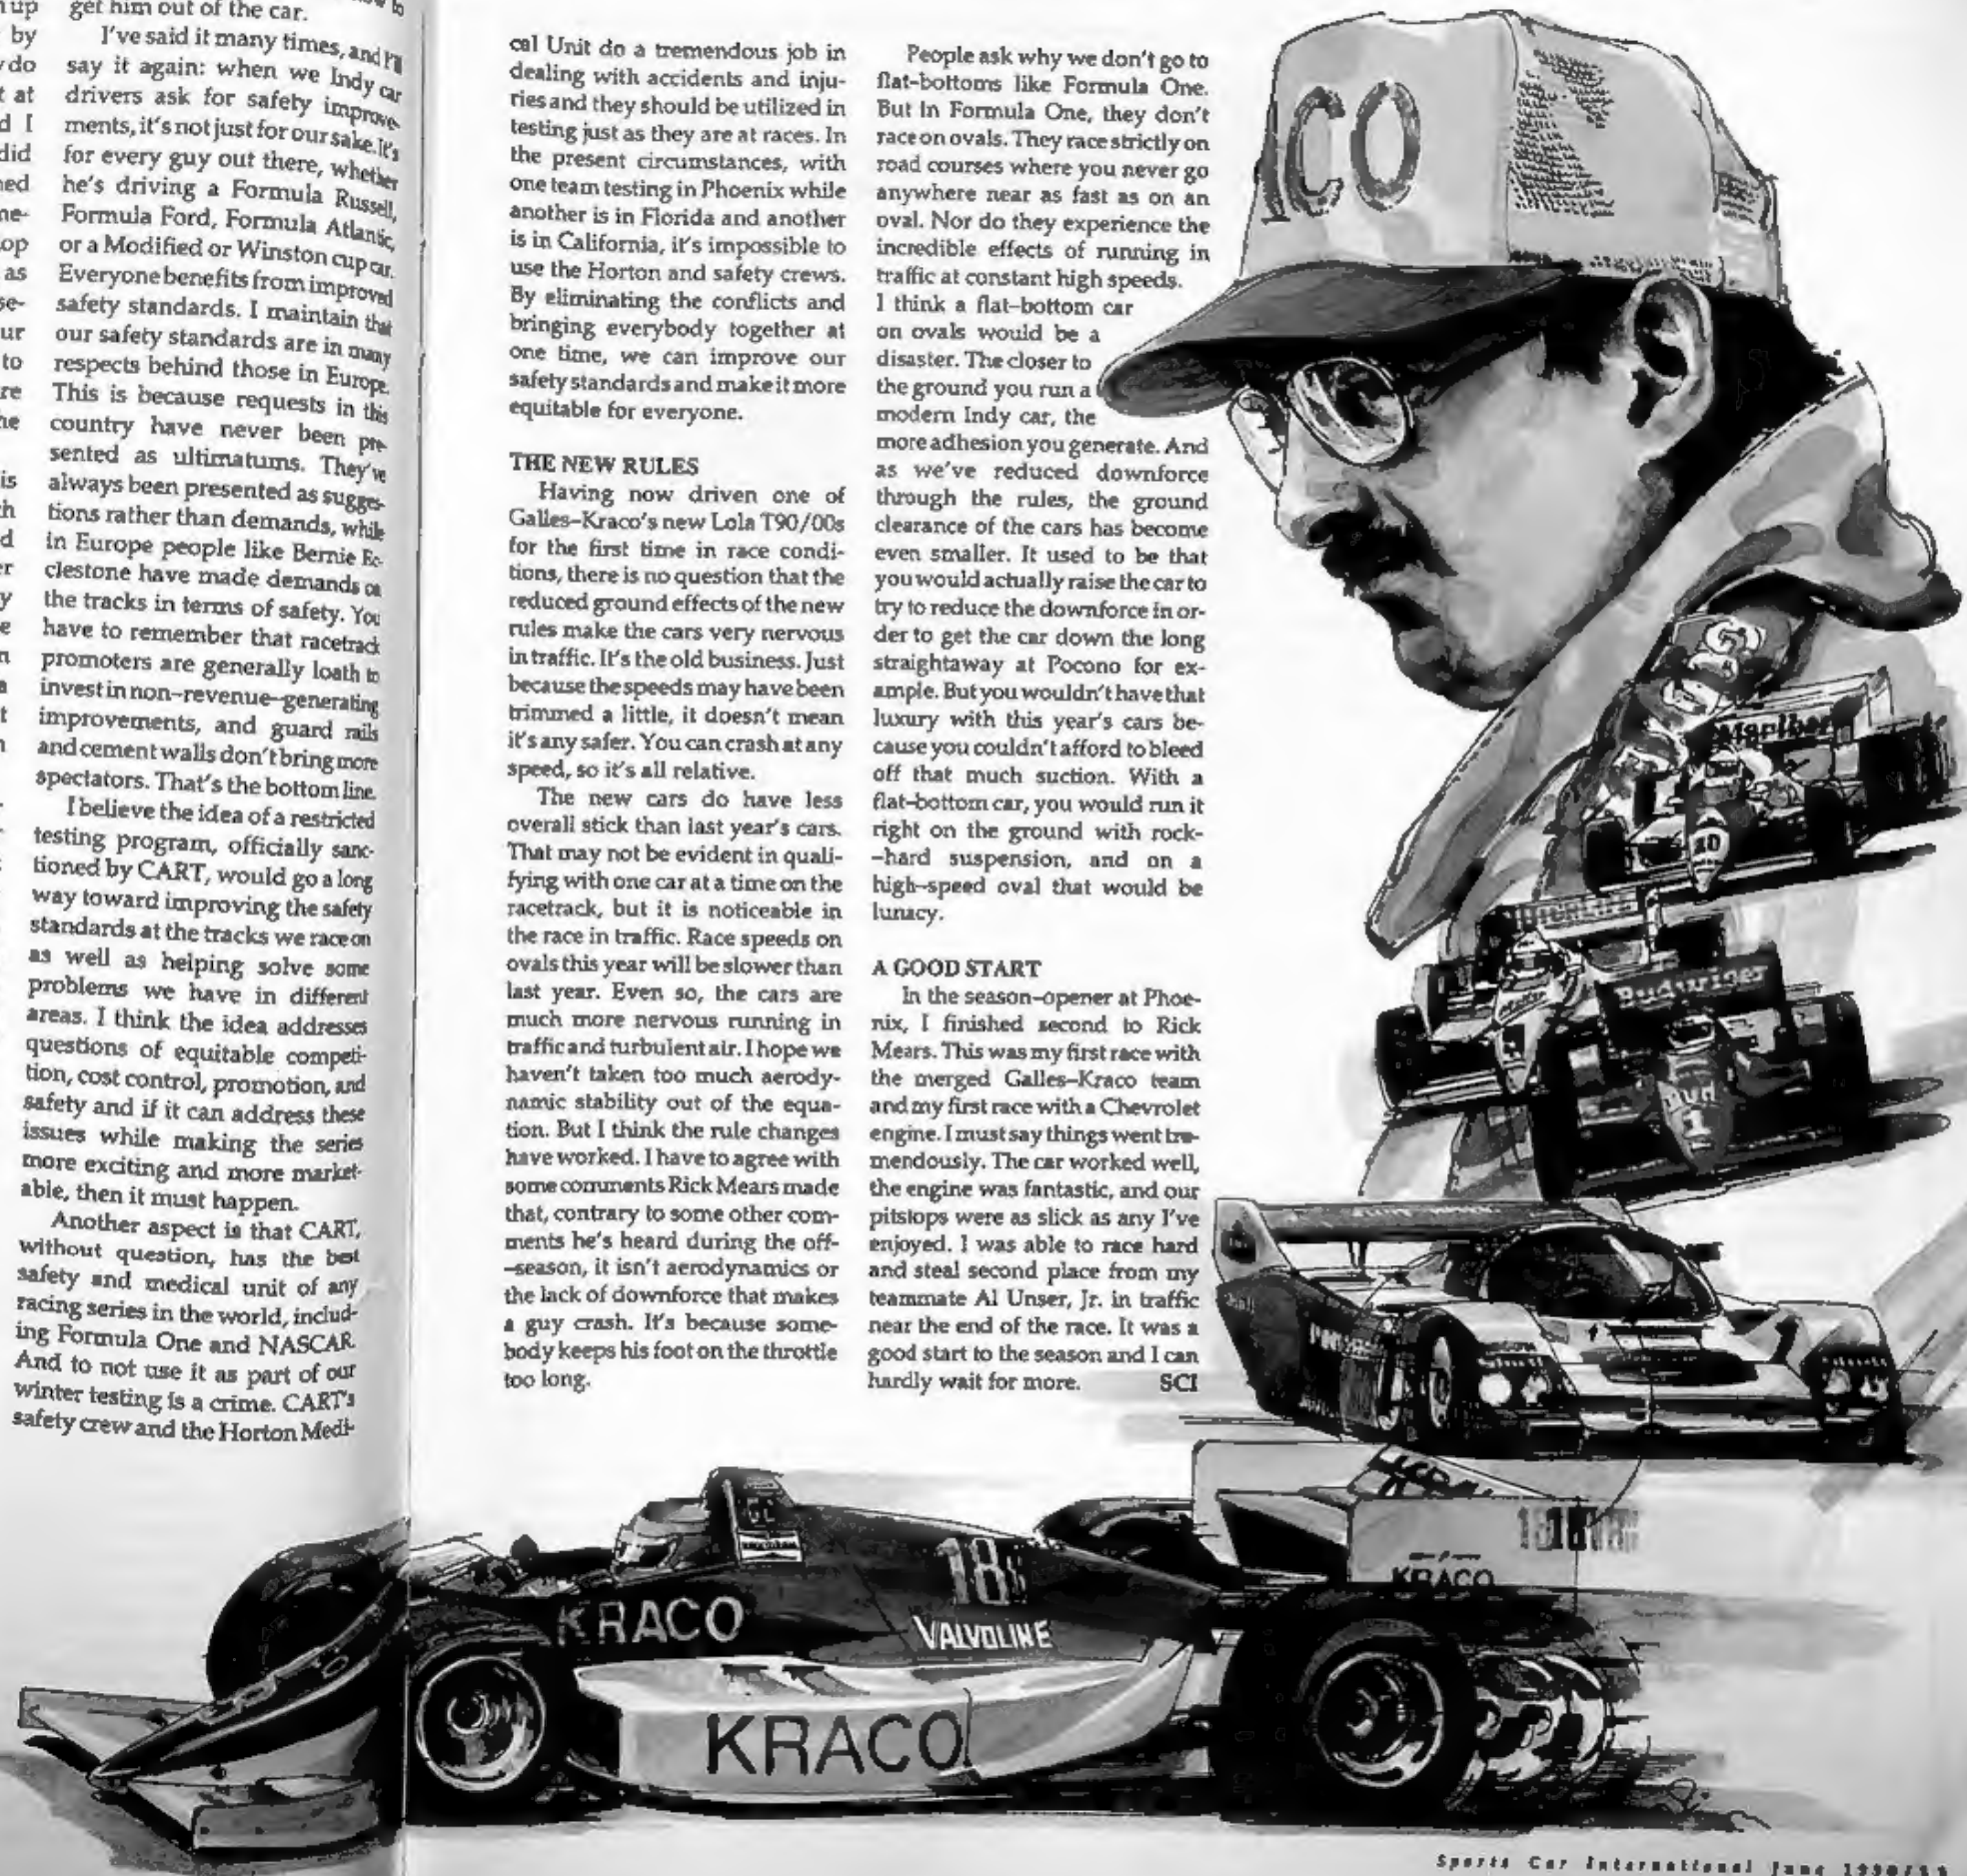 up
by
do
t at
d I
did
ned
ne-
op
as
se-
ur
to
re
he
is
th
d
er
y
e
n
a
t
n
get him out of the car.
I've said it many times, and I'll
say it again: when we Indy car
drivers ask for safety improve-
ments, it's not just for our sake. It's
for every guy out there, whether
he's driving a Formula Russell,
Formula Ford, Formula Atlantic,
or a Modified or Winston cup car.
Everyone benefits from improved
safety standards. I maintain that
our safety standards are in many
respects behind those in Europe.
This is because requests in this
country have never been pre-
sented as ultimatums. They've
always been presented as sugges-
tions rather than demands, while
in Europe people like Bernie Ec-
clestone have made demands on
the tracks in terms of safety. You
have to remember that racetrack
promoters are generally loath to
invest in non-revenue-generating
improvements, and guard rails
and cement walls don't bring more
spectators. That's the bottom line.
I believe the idea of a restricted
testing program, officially sanc-
tioned by CART, would go a long
way toward improving the safety
standards at the tracks we race on
as well as helping solve some
problems we have in different
areas. I think the idea addresses
questions of equitable competi-
tion, cost control, promotion, and
safety and if it can address these
issues while making the series
more exciting and more market-
able, then it must happen.
Another aspect is that CART,
without question, has the best
safety and medical unit of any
racing series in the world, includ-
ing Formula One and NASCAR.
And to not use it as part of our
winter testing is a crime. CART's
safety crew and the Horton Medi-
cal Unit do a tremendous job in
dealing with accidents and inju-
ries and they should be utilized in
testing just as they are at races. In
the present circumstances, with
one team testing in Phoenix while
another is in Florida and another
is in California, it's impossible to
use the Horton and safety crews.
By eliminating the conflicts and
bringing everybody together at
one time, we can improve our
safety standards and make it more
equitable for everyone.
THE NEW RULES
Having now driven one of
Galles-Kraco's new Lola T90/00s
for the first time in race condi-
tions, there is no question that the
reduced ground effects of the new
rules make the cars very nervous
in traffic. It's the old business. Just
because the speeds may have been
trimmed a little, it doesn't mean
it's any safer. You can crash at any
speed, so it's all relative.
The new cars do have less
overall stick than last year's cars.
That may not be evident in quali-
fying with one car at a time on the
racetrack, but it is noticeable in
the race in traffic. Race speeds on
ovals this year will be slower than
last year. Even so, the cars are
much more nervous running in
traffic and turbulent air. I hope we
haven't taken too much aerody-
namic stability out of the equa-
tion. But I think the rule changes
have worked. I have to agree with
some comments Rick Mears made
that, contrary to some other com-
ments he's heard during the off-
-season, it isn't aerodynamics or
the lack of downforce that makes
a guy crash. It's because some-
body keeps his foot on the throttle
too long.
People ask why we don't go to
flat-bottoms like Formula One.
But in Formula One, they don't
race on ovals. They race strictly on
road courses where you never go
anywhere near as fast as on an
oval. Nor do they experience the
incredible effects of running in
traffic at constant high speeds.
I think a flat-bottom car
on ovals would be a
disaster. The closer to
the ground you run a
modern Indy car, the
more adhesion you generate. And
as we've reduced downforce
through the rules, the ground
clearance of the cars has become
even smaller. It used to be that
you would actually raise the car to
try to reduce the downforce in or-
der to get the car down the long
straightaway at Pocono for ex-
ample. But you wouldn't have that
luxury with this year's cars be-
cause you couldn't afford to bleed
off that much suction. With a
flat-bottom car, you would run it
right on the ground with rock-
-hard suspension, and on a
high-speed oval that would be
lunacy.
A GOOD START
In the season-opener at Phoe-
nix, I finished second to Rick
Mears. This was my first race with
the merged Galles-Kraco team
and my first race with a Chevrolet
engine. I must say things went tre-
mendously. The car worked well,
the engine was fantastic, and our
pitstops were as slick as any I've
enjoyed. I was able to race hard
and steal second place from my
teammate Al Unser, Jr. in traffic
near the end of the race. It was a
good start to the season and I can
hardly wait for more. SCI
CO
Marlboro
10
Budweiser
Bud
1
18
KRACO
KRACO
VALVOLINE
18
KRACO
Sports Car International June 1990